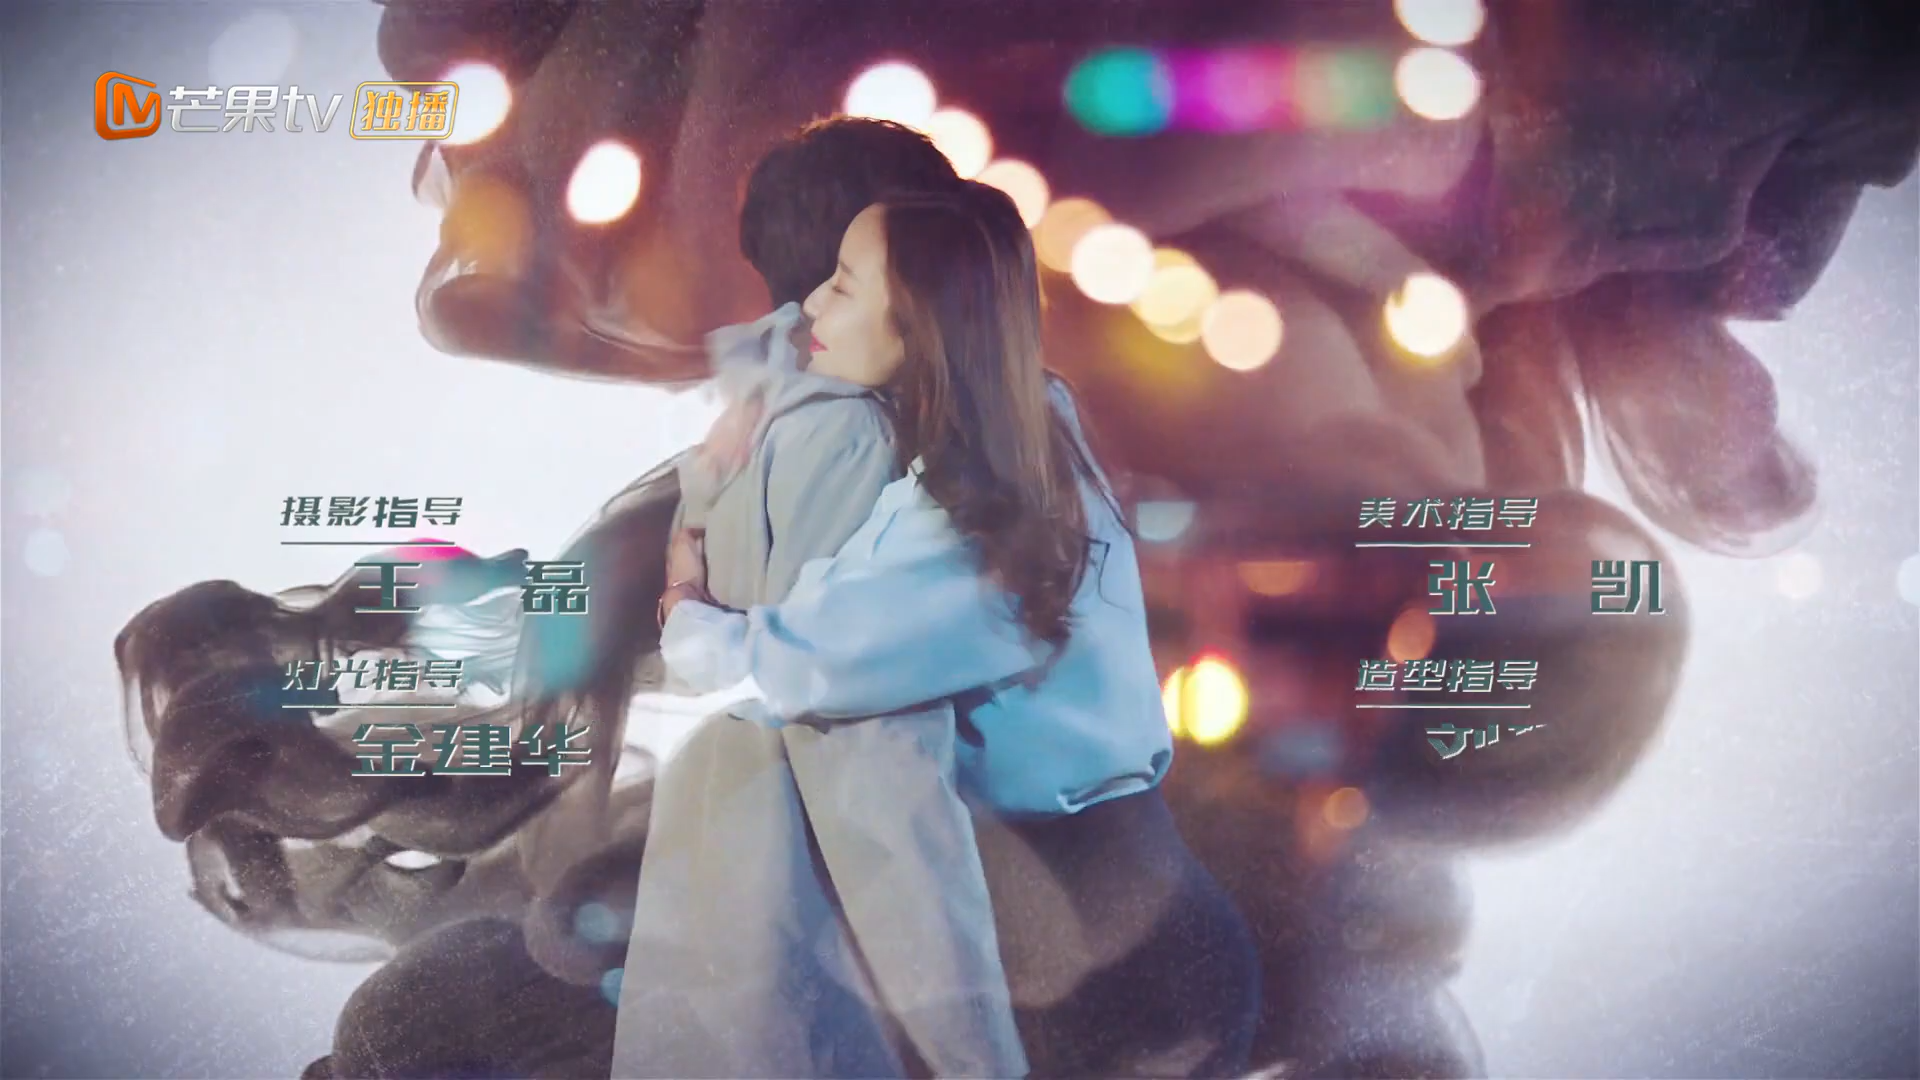 芒果tv 独播
摄影指导
王 磊
灯光指导
金建华
美术指导
张 凯
造型指导